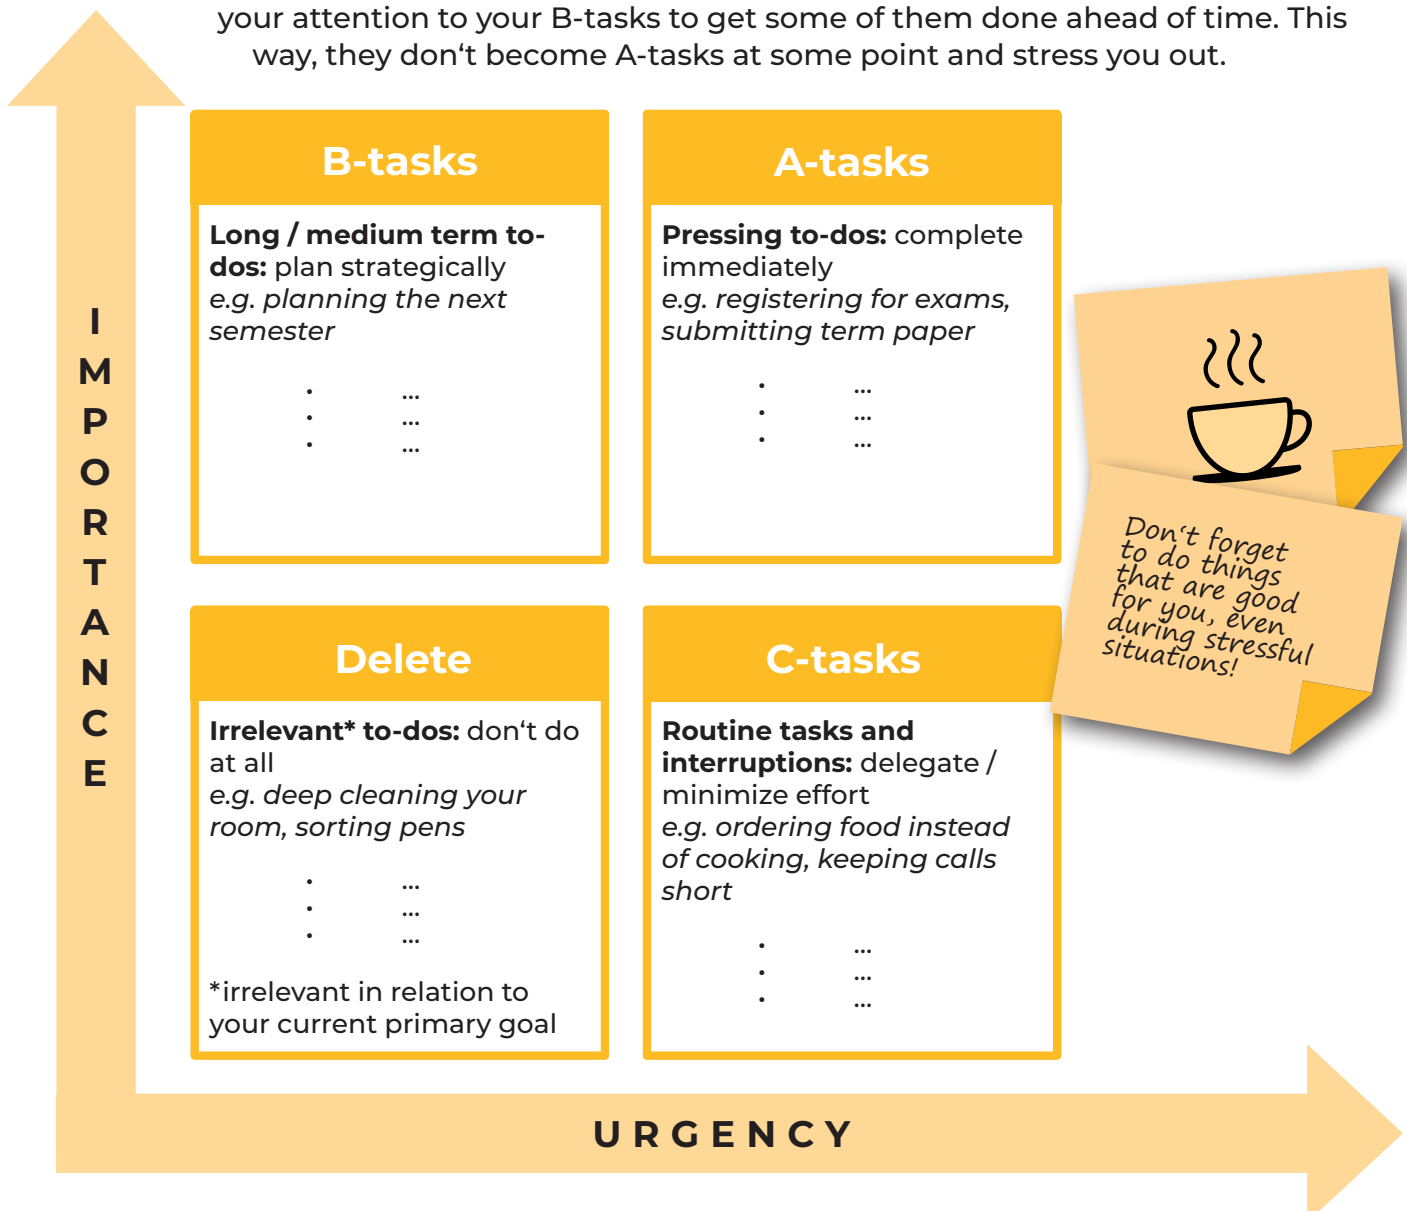 your attention to your B-tasks to get some of them done ahead of time. This
way, they don‘t become A-tasks at some point and stress you out.
I
M
P
O
R
T
A
N
C
E
B-tasks
Long / medium term to-
dos: plan strategically
e.g. planning the next
semester
· ...
· ...
· ...
A-tasks
Pressing to-dos: complete
immediately
e.g. registering for exams,
submitting term paper
· ...
· ...
· ...
Don‘t forget
to do things
that are good
for you, even
during stressful
situations!
Delete
Irrelevant* to-dos: don‘t do
at all
e.g. deep cleaning your
room, sorting pens
· ...
· ...
· ...
*irrelevant in relation to
your current primary goal
C-tasks
Routine tasks and
interruptions: delegate /
minimize effort
e.g. ordering food instead
of cooking, keeping calls
short
· ...
· ...
· ...
URGENCY